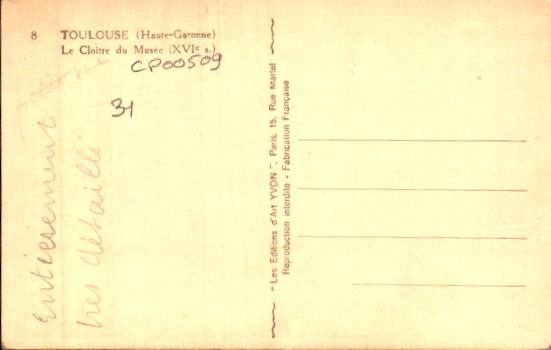 8 TOULOUSE (Haute-Garonne)
Le Cloître du Musée (XVIe s.)
CP00509
31
Entièrement
très détaillé
"Les Editions d'Art YVON". Paris, 15, Rue Martel
Reproduction interdite - Fabrication Française